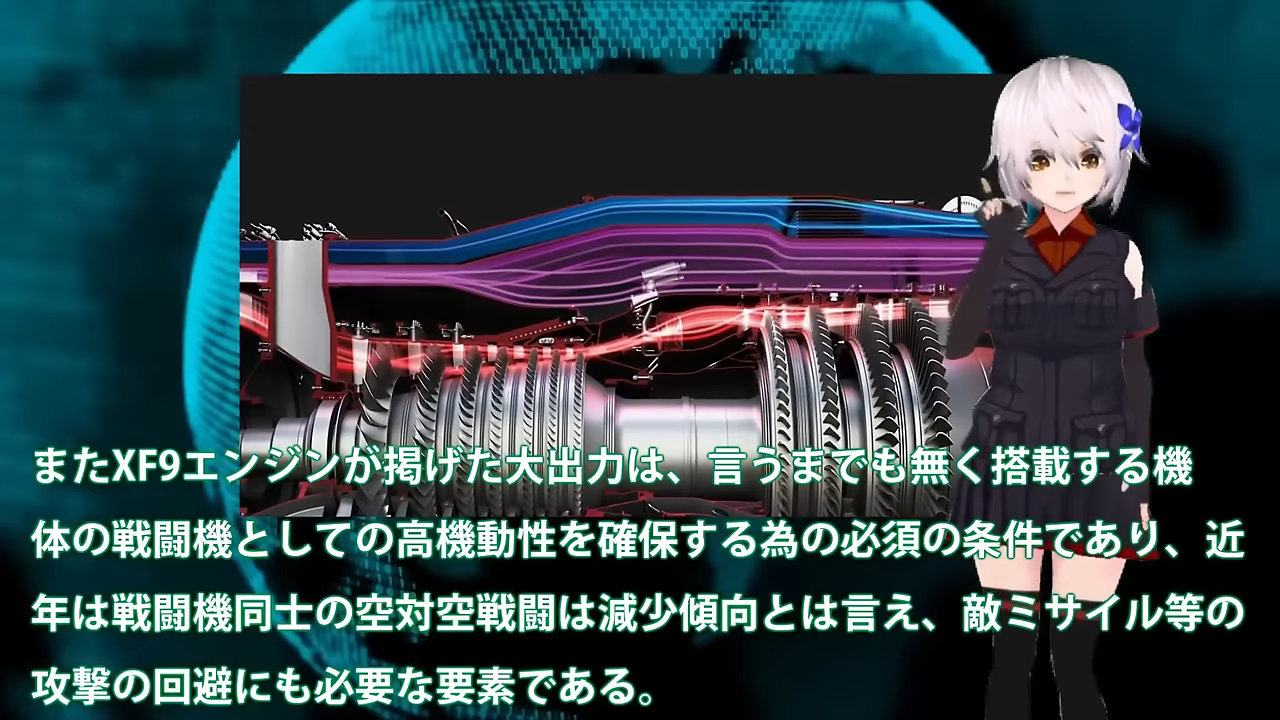 またXF9エンジンが掲げた大出力は、言うまでも無く搭載する機
体の戦闘機としての高機動性を確保する為の必須の条件であり、近
年は戦闘機同士の空対空戦闘は減少傾向とは言え、敵ミサイル等の
攻撃の回避にも必要な要素である。